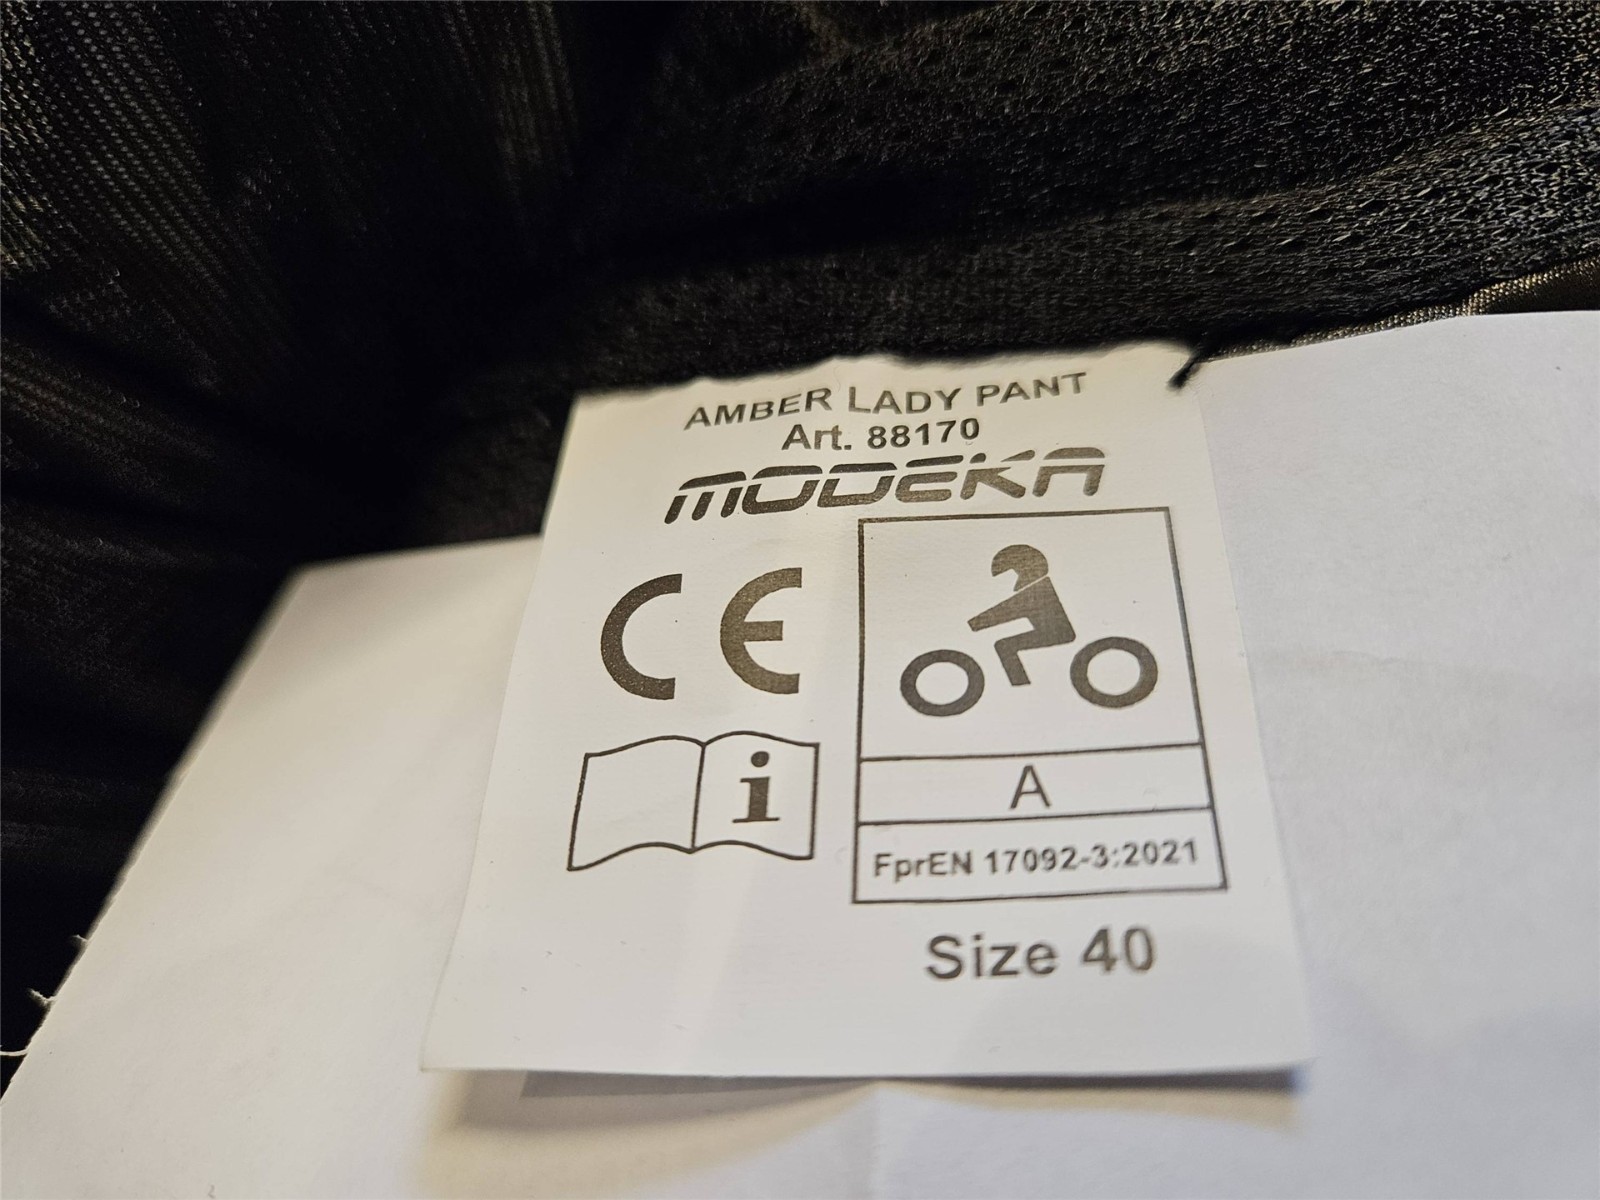 AMBER LADY PANT
Art. 88170
MODEKA
CE
i
A
FprEN 17092-3:2021
Size 40